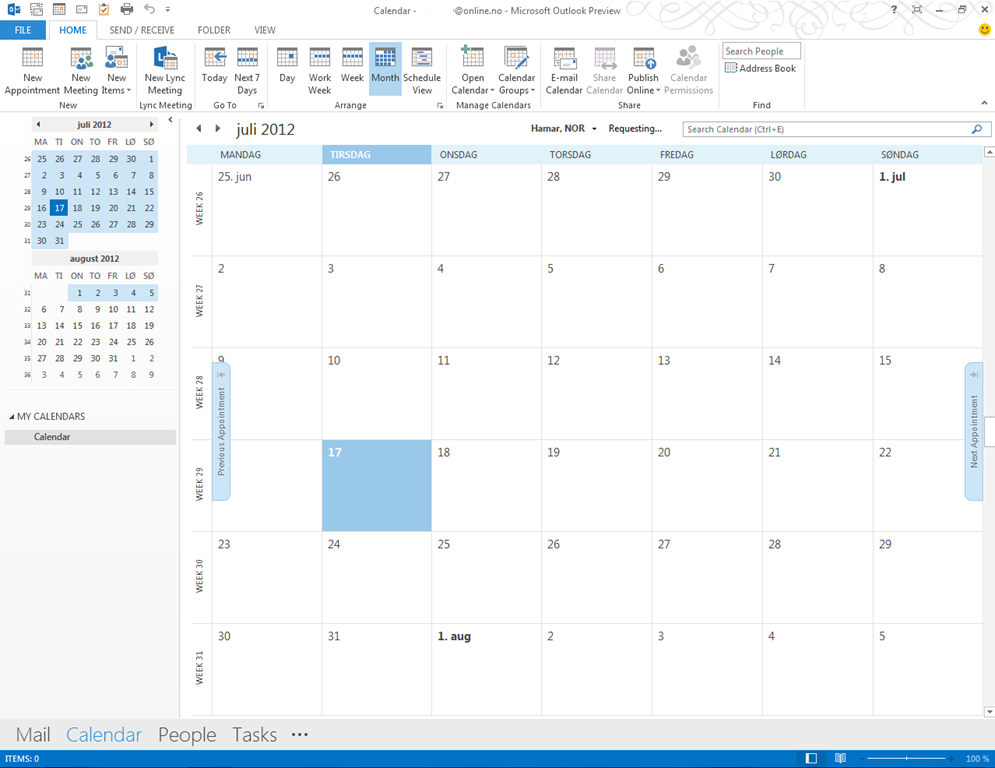 Calendar - @online.no - Microsoft Outlook Preview
FILE HOME SEND / RECEIVE FOLDER VIEW
New Appointment
New Meeting
New Items
New Lync Meeting
Today
Next 7 Days
Day
Work Week
Week
Month
Schedule View
Open Calendar
Calendar Groups
E-mail Calendar
Share Calendar
Publish Online
Calendar Permissions
Search People
Address Book
New
Lync Meeting
Go To
Arrange
Manage Calendars
Share
Find
juli 2012
MA TI ON TO FR LØ SØ
26 25 26 27 28 29 30 1
27 2 3 4 5 6 7 8
28 9 10 11 12 13 14 15
29 16 17 18 19 20 21 22
30 23 24 25 26 27 28 29
31 30 31
august 2012
MA TI ON TO FR LØ SØ
31 1 2 3 4 5
32 6 7 8 9 10 11 12
33 13 14 15 16 17 18 19
34 20 21 22 23 24 25 26
35 27 28 29 30 31 1 2
36 3 4 5 6 7 8 9
MY CALENDARS
Calendar
juli 2012
Hamar, NOR
Requesting...
Search Calendar (Ctrl+E)
MANDAG TIRSDAG ONSDAG TORSDAG FREDAG LØRDAG SØNDAG
WEEK 26
25. jun 26 27 28 29 30 1. jul
WEEK 27
2 3 4 5 6 7 8
WEEK 28
9 10 11 12 13 14 15
Previous Appointment
Next Appointment
WEEK 29
17 18 19 20 21 22
WEEK 30
23 24 25 26 27 28 29
WEEK 31
30 31 1. aug 2 3 4 5
Mail Calendar People Tasks ···
ITEMS: 0
100 %